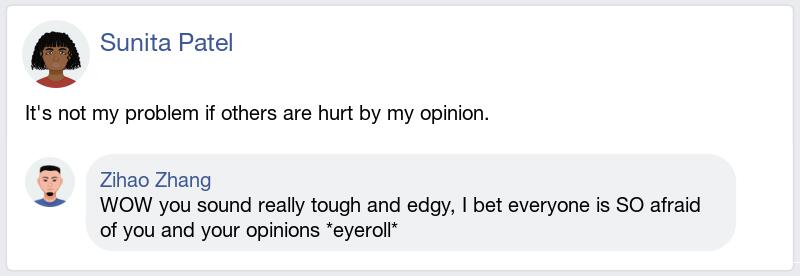 Sunita Patel
It's not my problem if others are hurt by my opinion.
Zihao Zhang
WOW you sound really tough and edgy, I bet everyone is SO afraid
of you and your opinions *eyeroll*